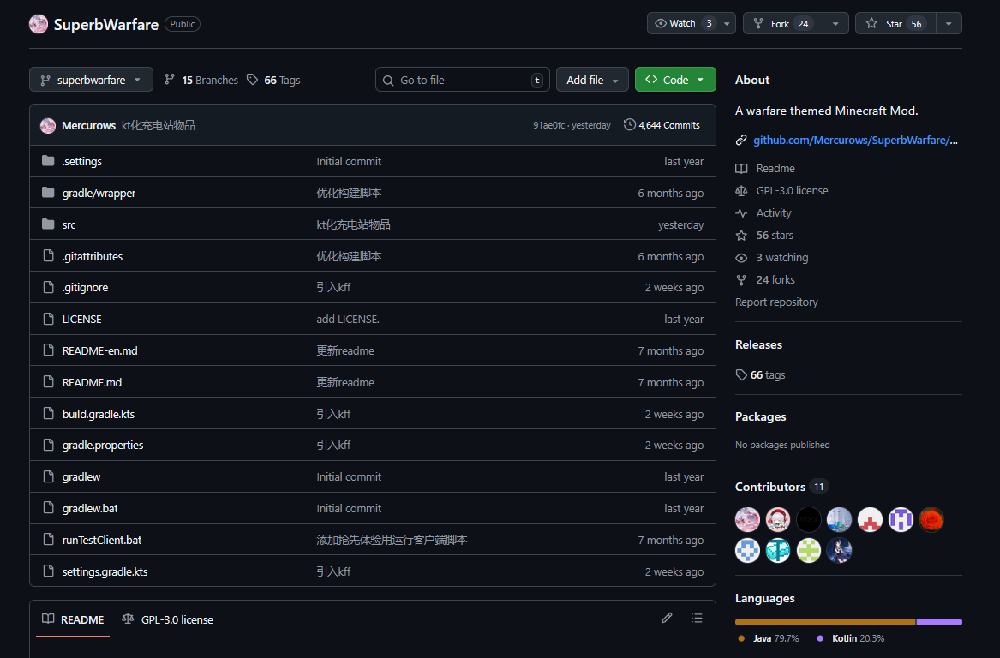 SuperbWarfare Public
Watch 3
Fork 24
Star 56
superbwarfare
15 Branches
66 Tags
Go to file t
Add file
Code
Mercurows kt化充电站物品
91ae0fc · yesterday
4,644 Commits
.settings Initial commit last year
gradle/wrapper 优化构建脚本 6 months ago
src kt化充电站物品 yesterday
.gitattributes 优化构建脚本 6 months ago
.gitignore 引入kff 2 weeks ago
LICENSE add LICENSE. last year
README-en.md 更新readme 7 months ago
README.md 更新readme 7 months ago
build.gradle.kts 引入kff 2 weeks ago
gradle.properties 引入kff 2 weeks ago
gradlew Initial commit last year
gradlew.bat Initial commit last year
runTestClient.bat 添加抢先体验用运行客户端脚本 7 months ago
settings.gradle.kts 引入kff 2 weeks ago
README
GPL-3.0 license
About
A warfare themed Minecraft Mod.
github.com/Mercurows/SuperbWarfare/...
Readme
GPL-3.0 license
Activity
56 stars
3 watching
24 forks
Report repository
Releases
66 tags
Packages
No packages published
Contributors 11
Languages
Java 79.7%
Kotlin 20.3%